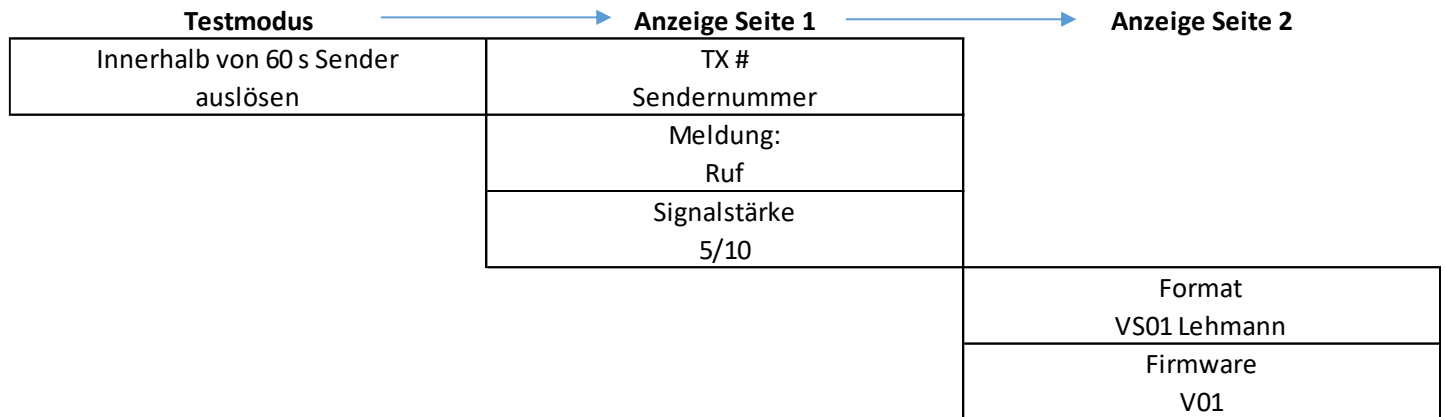 Testmodus Anzeige Seite 1 Anzeige Seite 2
Innerhalb von 60 s Sender
auslösen
TX #
Sendernummer
Meldung:
Ruf
Signalstärke
5/10
Format
VS01 Lehmann
Firmware
V01